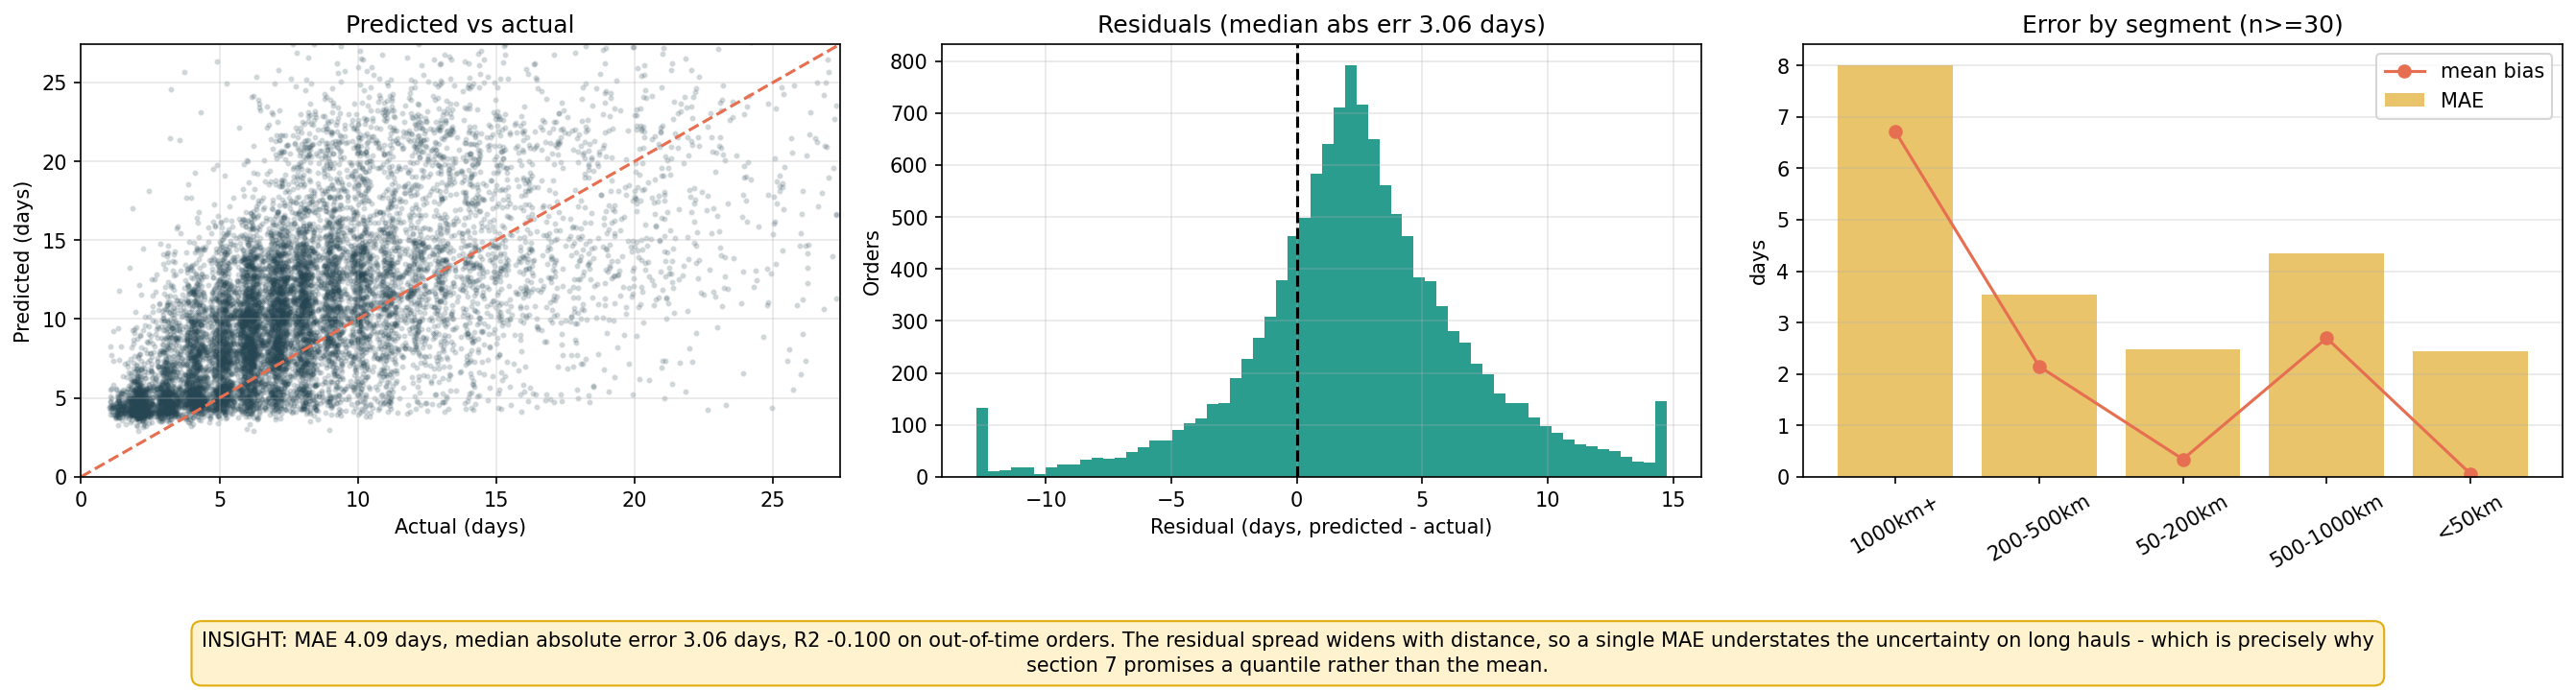 Predicted vs actual
Predicted (days)
25
20
15
10
5
0
0 5 10 15 20 25
Actual (days)
Residuals (median abs err 3.06 days)
Orders
800
700
600
500
400
300
200
100
0
−10 −5 0 5 10 15
Residual (days, predicted - actual)
Error by segment (n>=30)
days
8
7
6
5
4
3
2
1
0
mean bias
MAE
1000km+ 200-500km 50-200km 500-1000km <50km
INSIGHT: MAE 4.09 days, median absolute error 3.06 days, R2 -0.100 on out-of-time orders. The residual spread widens with distance, so a single MAE understates the uncertainty on long hauls - which is precisely why
section 7 promises a quantile rather than the mean.